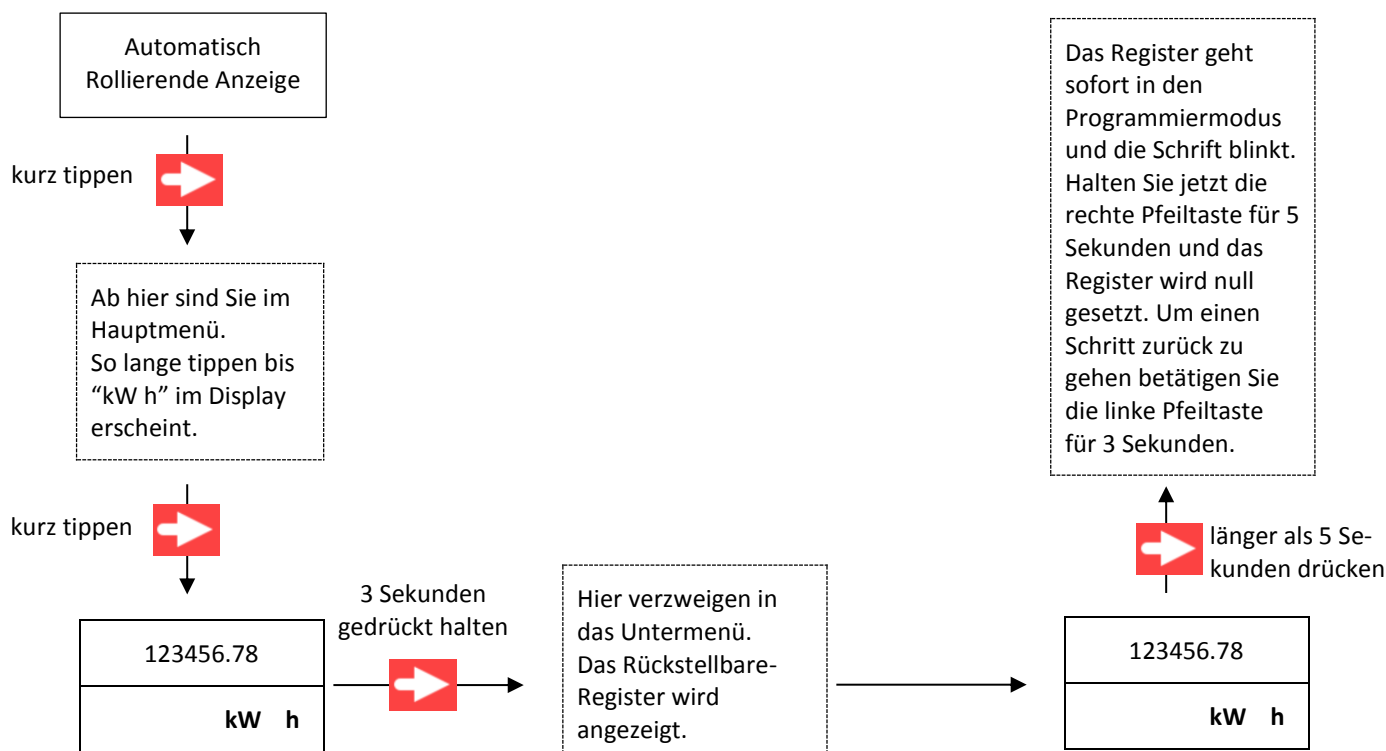 Automatisch
Rollierende Anzeige
kurz tippen
Ab hier sind Sie im
Hauptmenü.
So lange tippen bis
“kW h” im Display
erscheint.
kurz tippen
123456.78
kW h
3 Sekunden
gedrückt halten
Hier verzweigen in
das Untermenü.
Das Rückstellbare-
Register wird
angezeigt.
123456.78
kW h
länger als 5 Se-
kunden drücken
Das Register geht
sofort in den
Programmiermodus
und die Schrift blinkt.
Halten Sie jetzt die
rechte Pfeiltaste für 5
Sekunden und das
Register wird null
gesetzt. Um einen
Schritt zurück zu
gehen betätigen Sie
die linke Pfeiltaste
für 3 Sekunden.